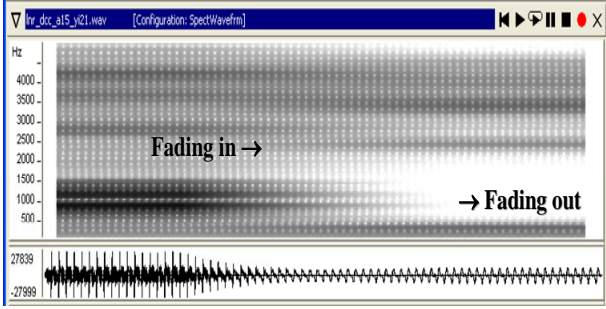 lnr_dcc_a15_yi21.wav [Configuration: SpectWavefrm]
Hz
4000
3500
3000
2500
2000
1500
1000
500
Fading in →
→ Fading out
27839
-27999